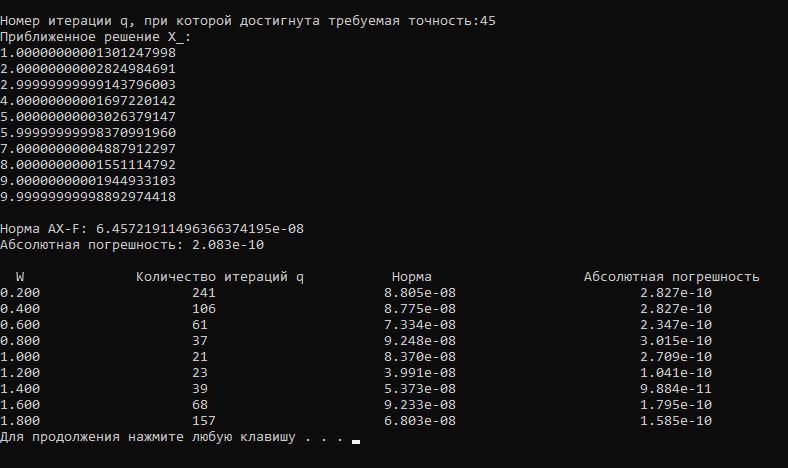 Номер итерации q, при которой достигнута требуемая точность:45
Приближенное решение X_:
1.00000000001301247998
2.00000000002824984691
2.99999999999143796003
4.00000000001697220142
5.00000000003026379147
5.99999999998370991960
7.00000000004887912297
8.00000000001551114792
9.00000000001944933103
9.99999999998892974418
Норма AX-F: 6.45721911496366374195e-08
Абсолютная погрешность: 2.083e-10
W Количество итераций q Норма Абсолютная погрешность
0.200 241 8.805e-08 2.827e-10
0.400 106 8.775e-08 2.827e-10
0.600 61 7.334e-08 2.347e-10
0.800 37 9.248e-08 3.015e-10
1.000 21 8.370e-08 2.709e-10
1.200 23 3.991e-08 1.041e-10
1.400 39 5.373e-08 9.884e-11
1.600 68 9.233e-08 1.795e-10
1.800 157 6.803e-08 1.585e-10
Для продолжения нажмите любую клавишу . . .